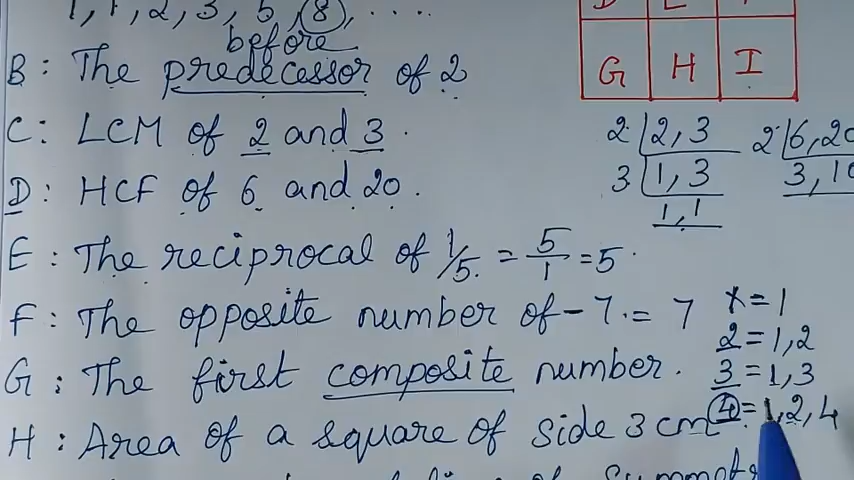 1, 1, 2, 3, 5, 8, ....
before
B: The predecessor of 2
G H I
C: LCM of 2 and 3.
2 | 2, 3
3 | 1, 3
1, 1
2 | 6, 20
3, 10
D: HCF of 6 and 20.
E: The reciprocal of 1/5. = 5/1 = 5.
F: The opposite number of -7. = 7
G: The first composite number.
= 1
2 = 1, 2
3 = 1, 3
4 = 1, 2, 4
H: Area of a square of side 3 cm
of